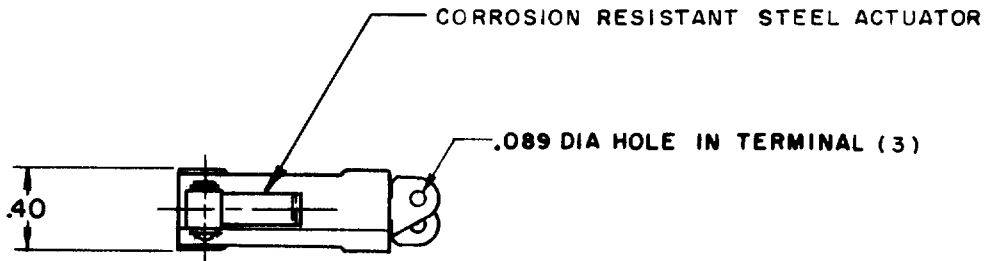 CORROSION RESISTANT STEEL ACTUATOR
.089 DIA HOLE IN TERMINAL (3)
.40